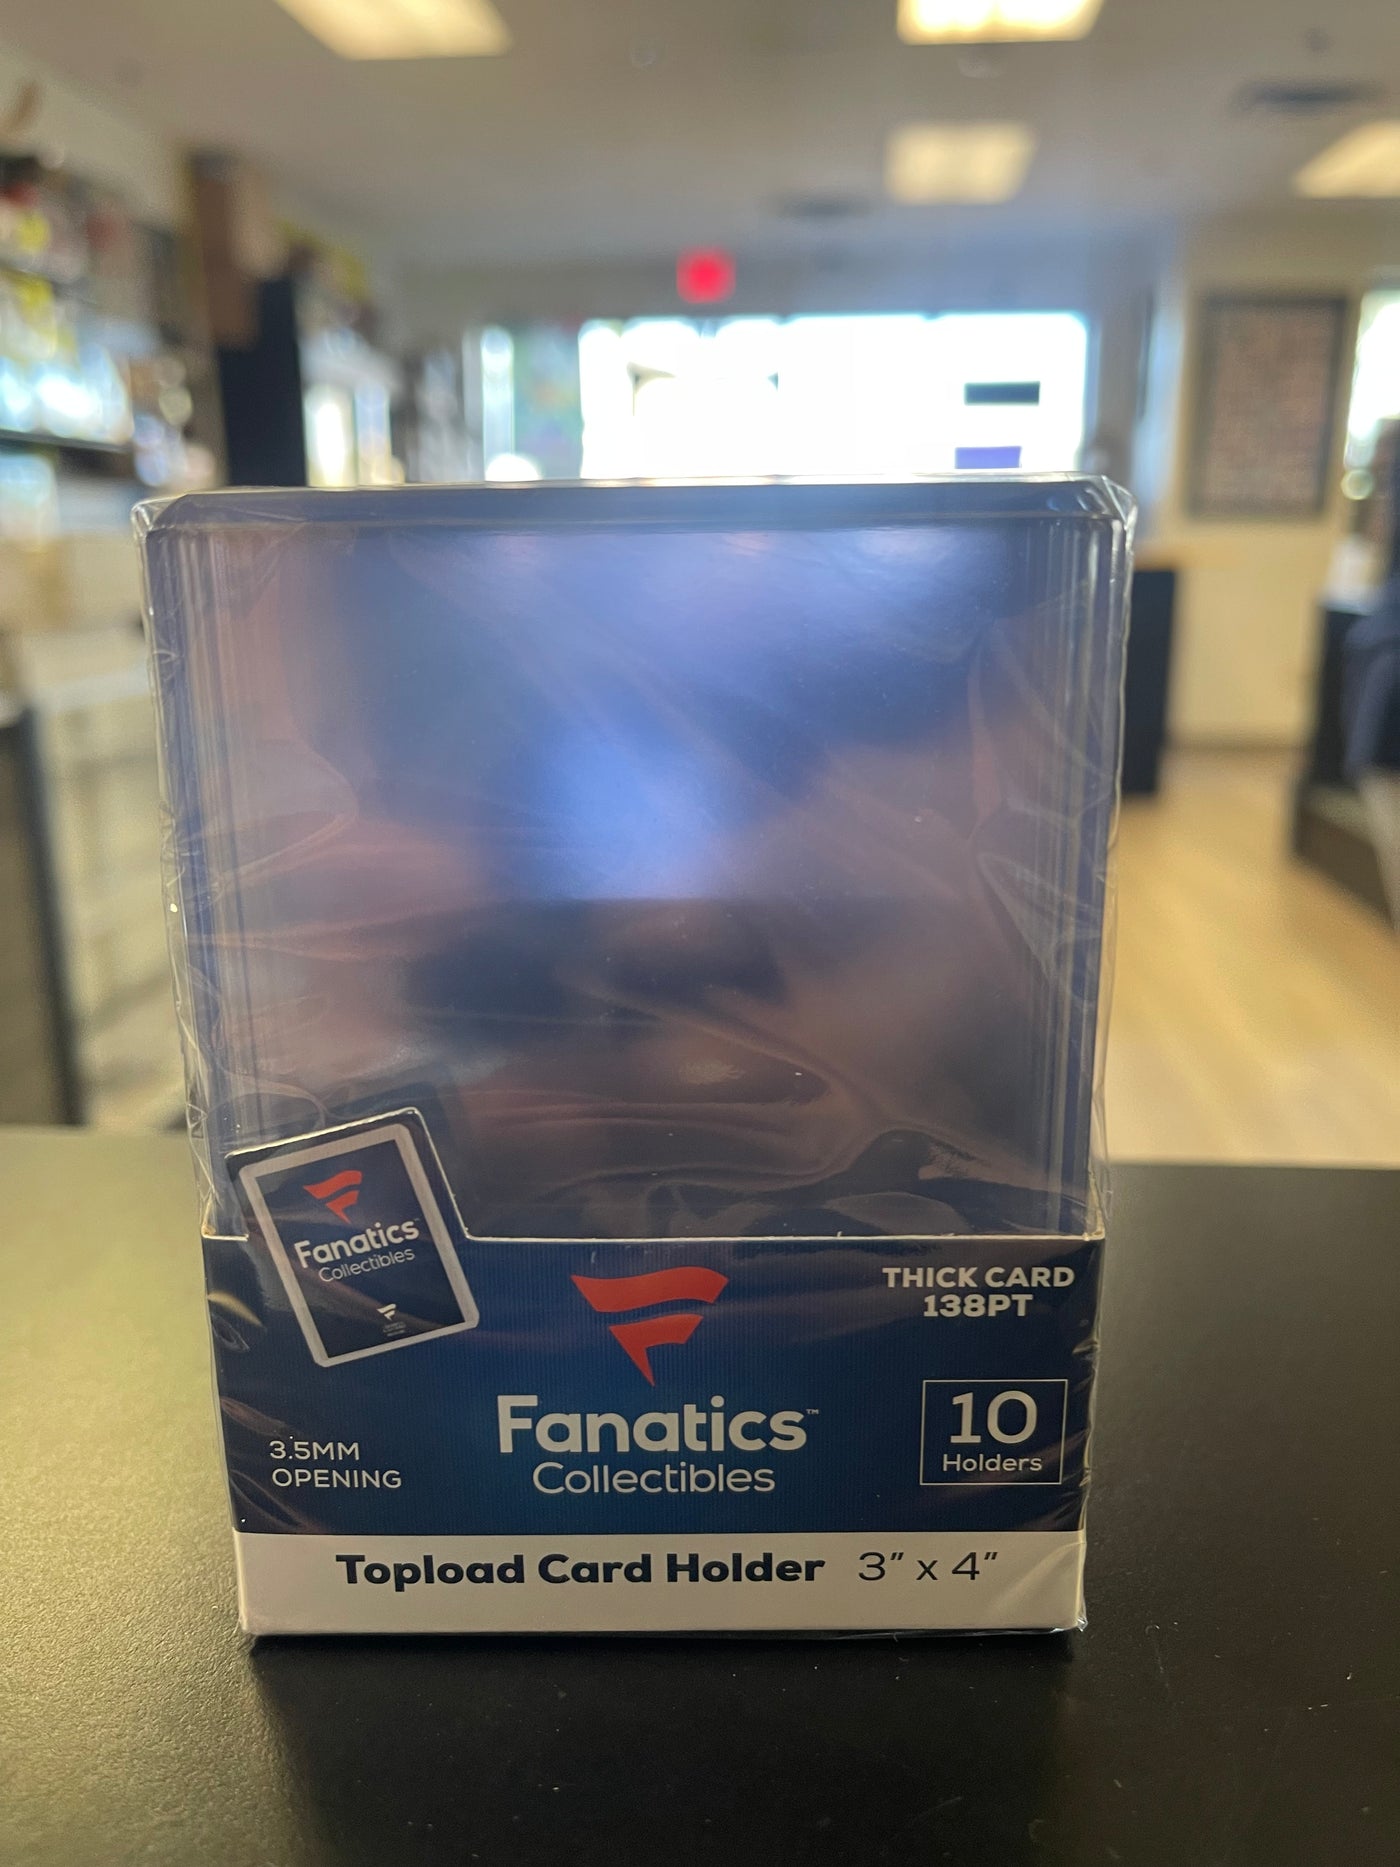 Fanatics
Collectibles
THICK CARD
138PT
Fanatics™
Collectibles
10
Holders
3.5MM
OPENING
Topload Card Holder 3" x 4"